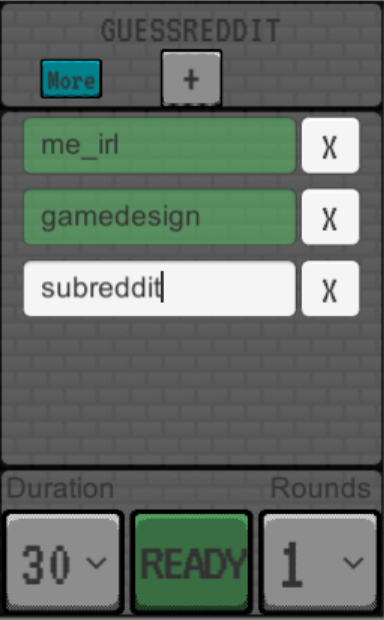 GUESSREDDIT
More +
me_irl X
gamedesign X
subreddit X
Duration Rounds
30 READY 1